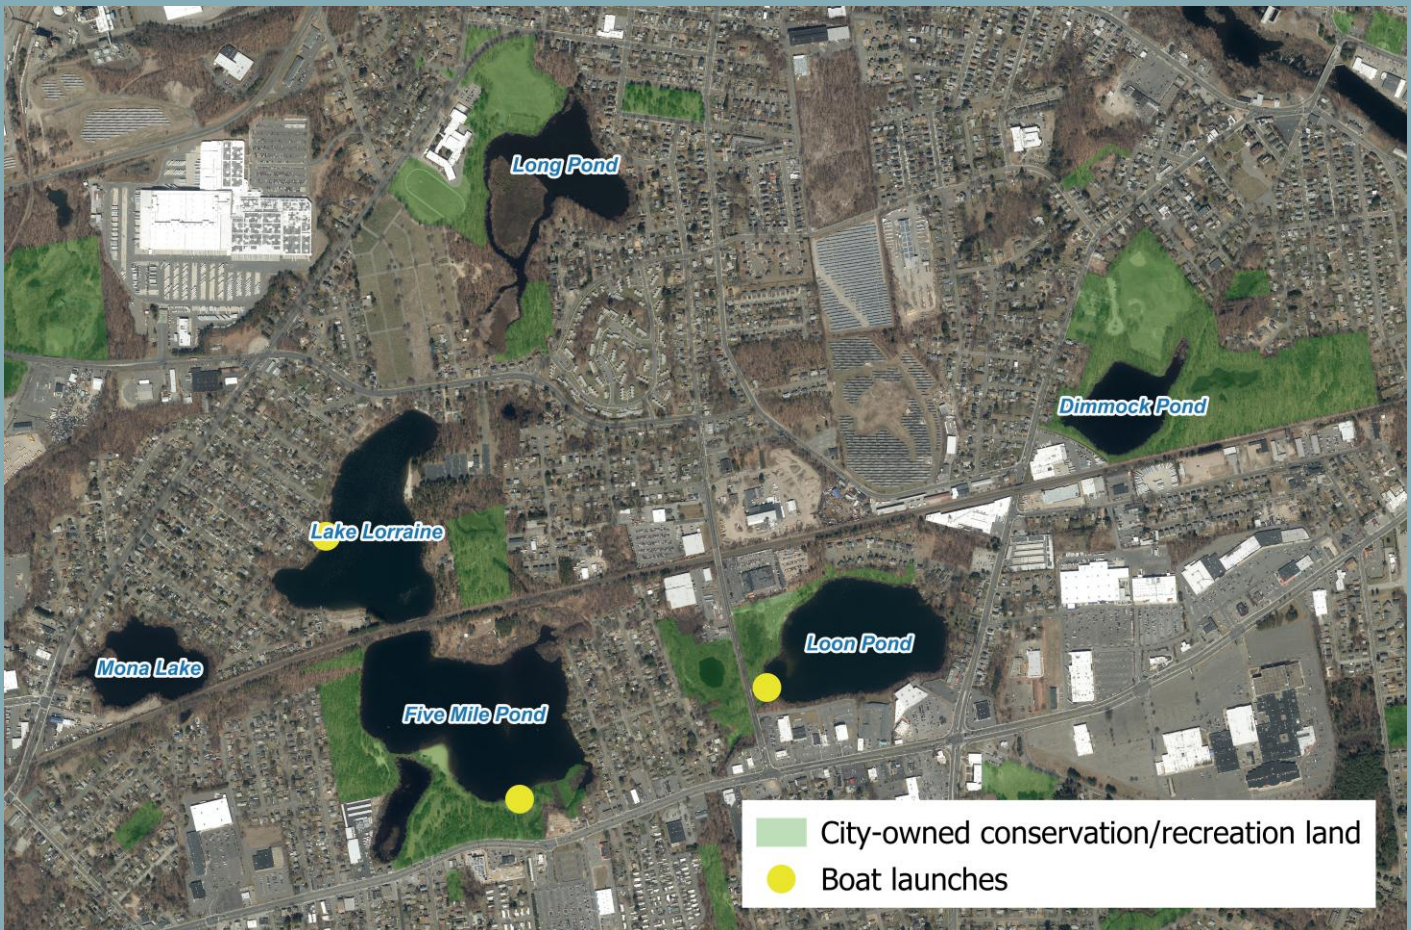 Long Pond
Dimmock Pond
Lake Lorraine
Loon Pond
Mona Lake
Five Mile Pond
City-owned conservation/recreation land
Boat launches